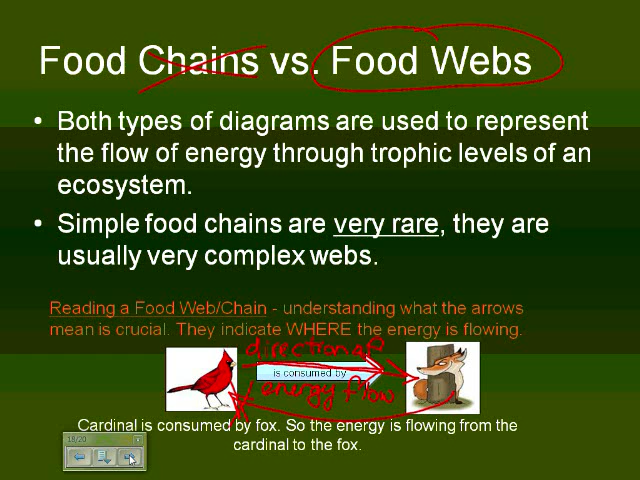 Food Chains vs. Food Webs
• Both types of diagrams are used to represent
the flow of energy through trophic levels of an
ecosystem.
• Simple food chains are very rare, they are
usually very complex webs.
Reading a Food Web/Chain - understanding what the arrows
mean is crucial. They indicate WHERE the energy is flowing.
direction of
is consumed by
energy flow
Cardinal is consumed by fox. So the energy is flowing from the
cardinal to the fox.
18/20